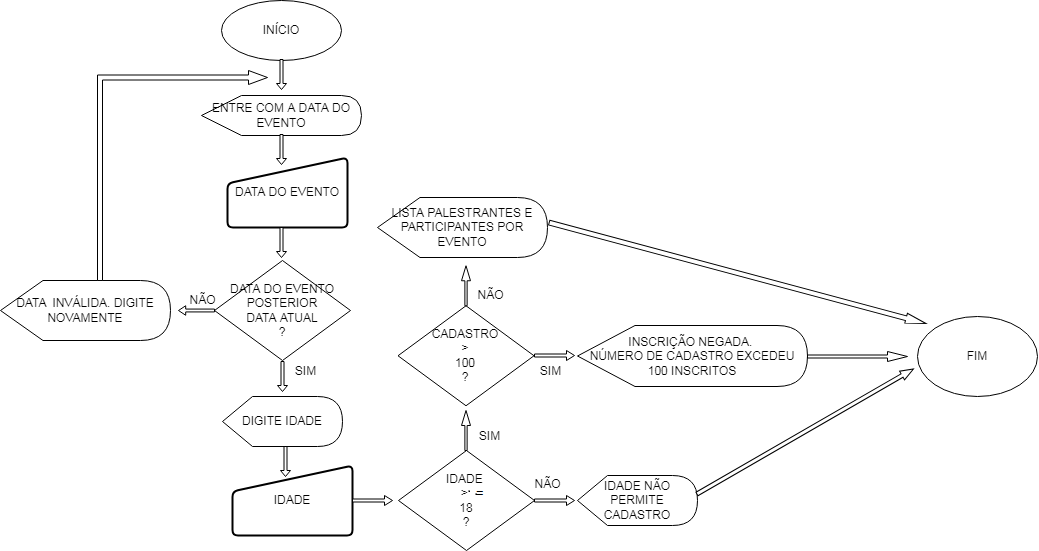 INÍCIO
ENTRE COM A DATA DO
EVENTO
DATA DO EVENTO
DATA DO EVENTO
POSTERIOR
DATA ATUAL
?
NÃO
DATA INVÁLIDA. DIGITE
NOVAMENTE
SIM
DIGITE IDADE
IDADE
IDADE
> =
18
?
NÃO
IDADE NÃO
PERMITE
CADASTRO
SIM
CADASTRO
>
100
?
SIM
INSCRIÇÃO NEGADA.
NÚMERO DE CADASTRO EXCEDEU
100 INSCRITOS
NÃO
LISTA PALESTRANTES E
PARTICIPANTES POR
EVENTO
FIM